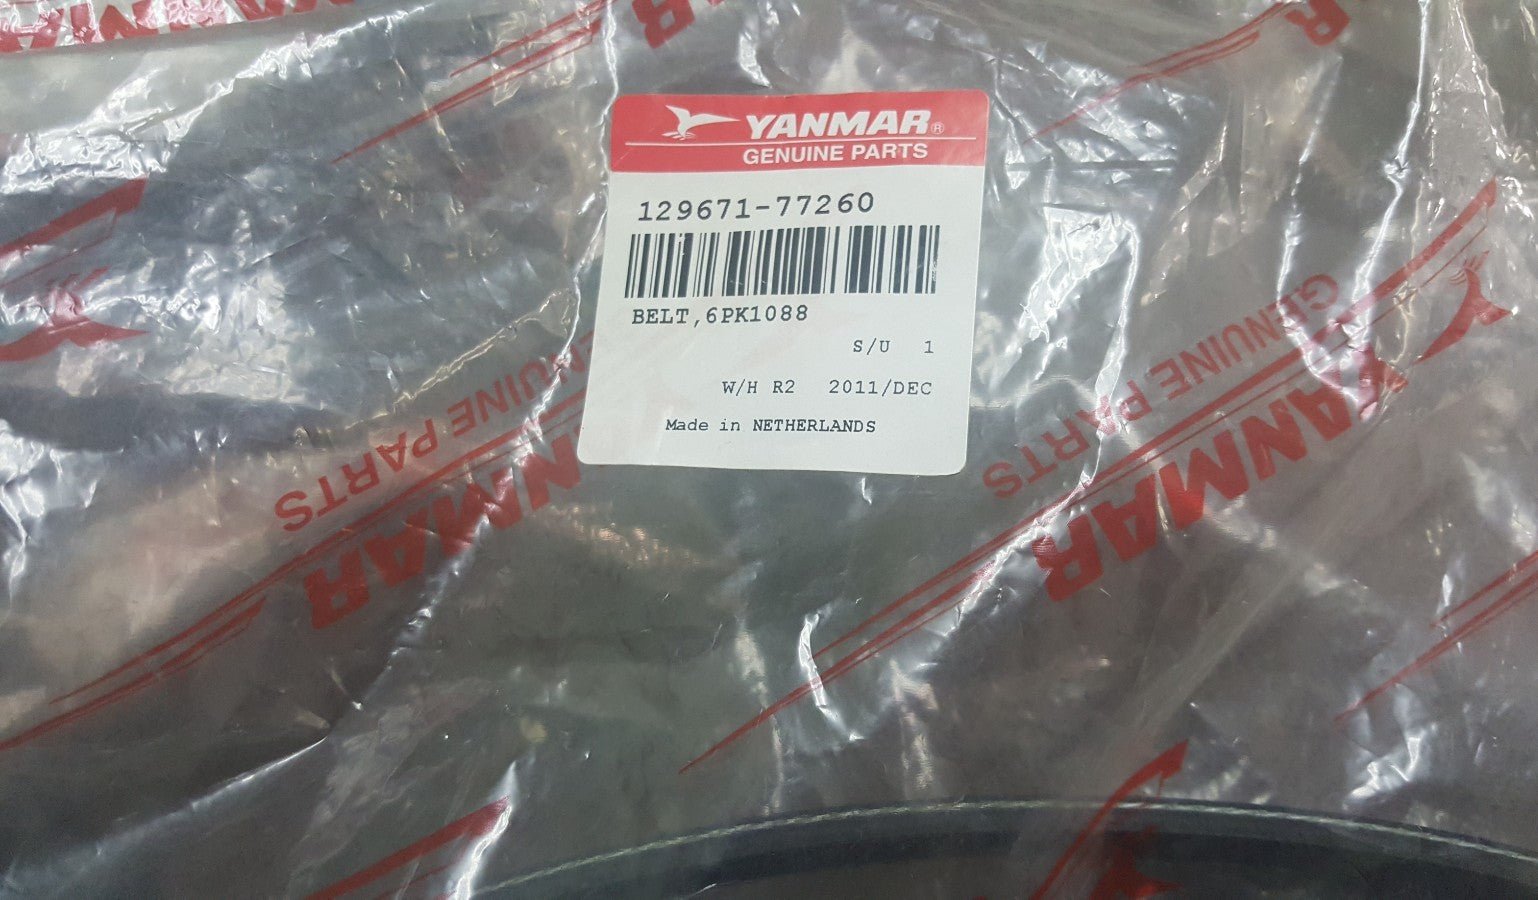 YANMAR®
GENUINE PARTS
129671-77260
BELT,6PK1088
S/U 1
W/H R2 2011/DEC
Made in NETHERLANDS
GENUINE PARTS
YANMAR
GENUINE PARTS
YANMAR